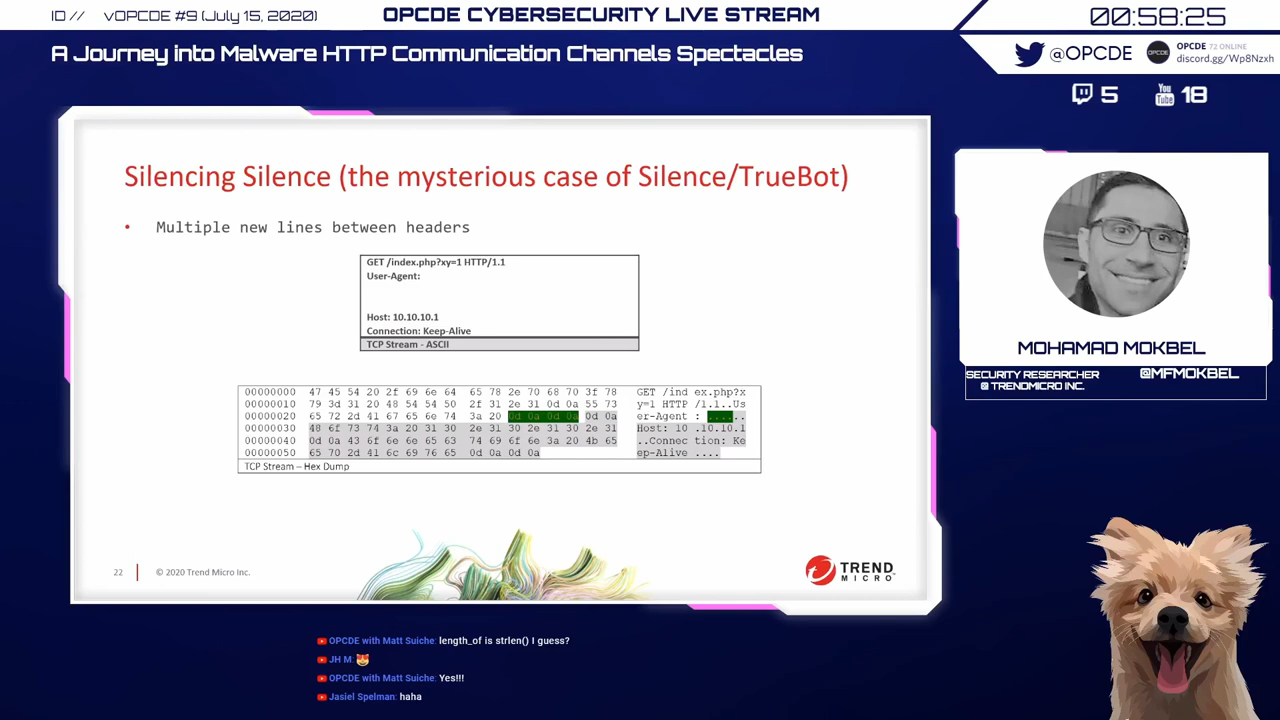 ID // vOPCDE #9 (July 15, 2020)
OPCDE CYBERSECURITY LIVE STREAM
00:58:25
A Journey into Malware HTTP Communication Channels Spectacles
@OPCDE
OPCDE
OPCDE 72 ONLINE
discord.gg/Wp8Nzxh
5
You Tube 18
Silencing Silence (the mysterious case of Silence/TrueBot)
• Multiple new lines between headers
GET /index.php?xy=1 HTTP/1.1
User-Agent:
Host: 10.10.10.1
Connection: Keep-Alive
TCP Stream - ASCII
00000000 47 45 54 20 2f 69 6e 64 65 78 2e 70 68 70 3f 78 GET /ind ex.php?x
00000010 79 3d 31 20 48 54 54 50 2f 31 2e 31 0d 0a 55 73 y=1 HTTP /1.1..Us
00000020 65 72 2d 41 67 65 6e 74 3a 20 0d 0a 0d 0a 0d 0a er-Agent : ......
00000030 48 6f 73 74 3a 20 31 30 2e 31 30 2e 31 30 2e 31 Host: 10 .10.10.1
00000040 0d 0a 43 6f 6e 6e 65 63 74 69 6f 6e 3a 20 4b 65 ..Connec tion: Ke
00000050 65 70 2d 41 6c 69 76 65 0d 0a 0d 0a ep-Alive ....
TCP Stream – Hex Dump
22 © 2020 Trend Micro Inc.
TREND
MICRO
MOHAMAD MOKBEL
SECURITY RESEARCHER
@ TRENDMICRO INC.
@MFMOKBEL
OPCDE with Matt Suiche: length_of is strlen() I guess?
JH M:
OPCDE with Matt Suiche: Yes!!!
Jasiel Spelman: haha